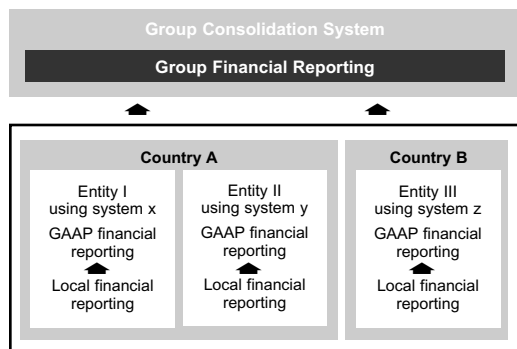 Group Consolidation System
Group Financial Reporting
Country A
Entity I
using system x
GAAP financial
reporting
Local financial
reporting
Entity II
using system y
GAAP financial
reporting
Local financial
reporting
Country B
Entity III
using system z
GAAP financial
reporting
Local financial
reporting